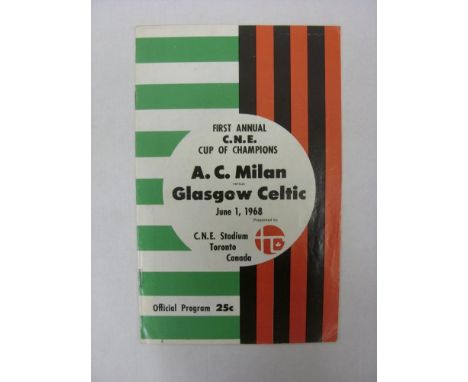 FIRST ANNUAL
C.N.E.
CUP OF CHAMPIONS
A. C. Milan
versus
Glasgow Celtic
June 1, 1968
Presented by
C.N.E. Stadium
Toronto
Canada
Official Program 25c